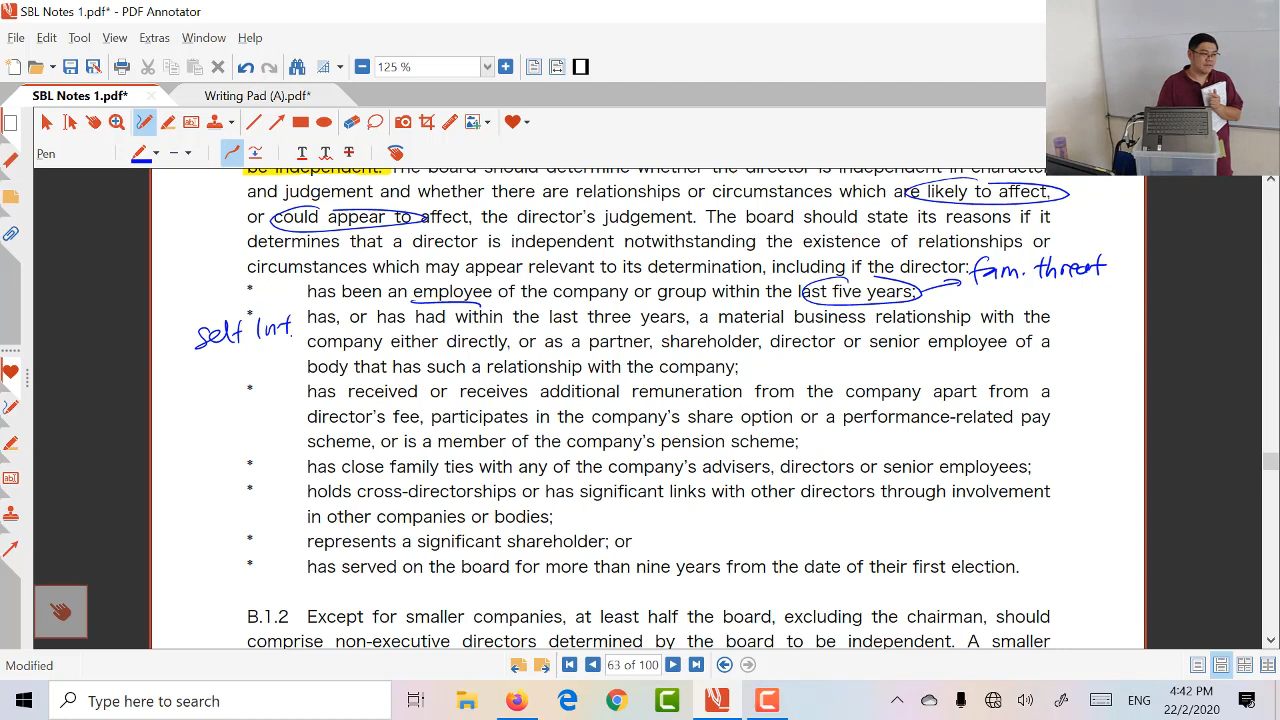 SBL Notes 1.pdf* - PDF Annotator
File Edit Tool View Extras Window Help
125 %
SBL Notes 1.pdf* Writing Pad (A).pdf*
Pen
be independent. The board should determine whether the director is independent in character
and judgement and whether there are relationships or circumstances which are likely to affect,
or could appear to affect, the director's judgement. The board should state its reasons if it
determines that a director is independent notwithstanding the existence of relationships or
circumstances which may appear relevant to its determination, including if the director: fam. threat
* has been an employee of the company or group within the last five years;
* has, or has had within the last three years, a material business relationship with the
self Int.
company either directly, or as a partner, shareholder, director or senior employee of a
body that has such a relationship with the company;
* has received or receives additional remuneration from the company apart from a
director's fee, participates in the company's share option or a performance-related pay
scheme, or is a member of the company's pension scheme;
* has close family ties with any of the company's advisers, directors or senior employees;
* holds cross-directorships or has significant links with other directors through involvement
in other companies or bodies;
* represents a significant shareholder; or
* has served on the board for more than nine years from the date of their first election.
B.1.2 Except for smaller companies, at least half the board, excluding the chairman, should
comprise non-executive directors determined by the board to be independent. A smaller
Modified 63 of 100
Type here to search ENG 4:42 PM
22/2/2020